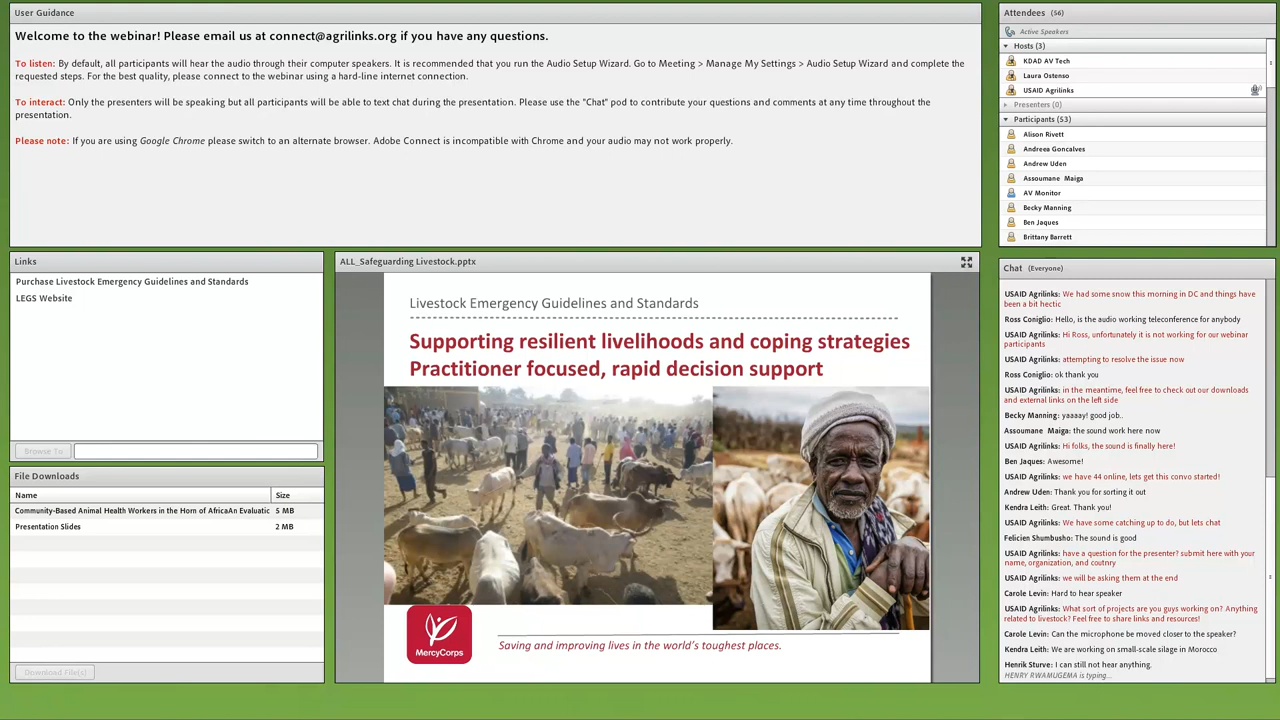 User Guidance
Welcome to the webinar! Please email us at connect@agrilinks.org if you have any questions.
To listen: By default, all participants will hear the audio through the computer speakers. It is recommended that you run the Audio Setup Wizard. Go to Meeting > Manage My Settings > Audio Setup Wizard and complete the
requested steps. For the best quality, please connect to the webinar using a hard-line internet connection.
To interact: Only the presenters will be speaking but all participants will be able to text chat during the presentation. Please use the "Chat" pod to contribute your questions and comments at any time throughout the
presentation.
Please note: If you are using Google Chrome please switch to an alternate browser. Adobe Connect is incompatible with Chrome and your audio may not work properly.
Links
Purchase Livestock Emergency Guidelines and Standards
LEGS Website
Browse To
File Downloads
Name Size
Community-Based Animal Health Workers in the Horn of AfricaAn Evaluatic 5 MB
Presentation Slides 2 MB
Download File(s)
ALL_Safeguarding Livestock.pptx
Livestock Emergency Guidelines and Standards
Supporting resilient livelihoods and coping strategies
Practitioner focused, rapid decision support
MercyCorps
Saving and improving lives in the world's toughest places.
Attendees (56)
Active Speakers
Hosts (3)
KDAD AV Tech
Laura Ostenso
USAID Agrilinks
Presenters (0)
Participants (53)
Alison Rivett
Andreea Goncalves
Andrew Uden
Assoumane Maiga
AV Monitor
Becky Manning
Ben Jaques
Brittany Barrett
Chat (Everyone)
USAID Agrilinks: We had some snow this morning in DC and things have
been a bit hectic
Ross Coniglio: Hello, is the audio working teleconference for anybody
USAID Agrilinks: Hi Ross, unfortunately it is not working for our webinar
participants
USAID Agrilinks: attempting to resolve the issue now
Ross Coniglio: ok thank you
USAID Agrilinks: in the meantime, feel free to check out our downloads
and external links on the left side
Becky Manning: yaaaay! good job..
Assoumane Maiga: the sound work here now
USAID Agrilinks: Hi folks, the sound is finally here!
Ben Jaques: Awesome!
USAID Agrilinks: we have 44 online, lets get this convo started!
Andrew Uden: Thank you for sorting it out
Kendra Leith: Great. Thank you!
USAID Agrilinks: We have some catching up to do, but lets chat
Felicien Shumbusho: The sound is good
USAID Agrilinks: have a question for the presenter? submit here with your
name, organization, and coutnry
USAID Agrilinks: we will be asking them at the end
Carole Levin: Hard to hear speaker
USAID Agrilinks: What sort of projects are you guys working on? Anything
related to livestock? Feel free to share links and resources!
Carole Levin: Can the microphone be moved closer to the speaker?
Kendra Leith: We are working on small-scale silage in Morocco
Henrik Sturve: I can still not hear anything.
HENRY RWAMUGEMA is typing...